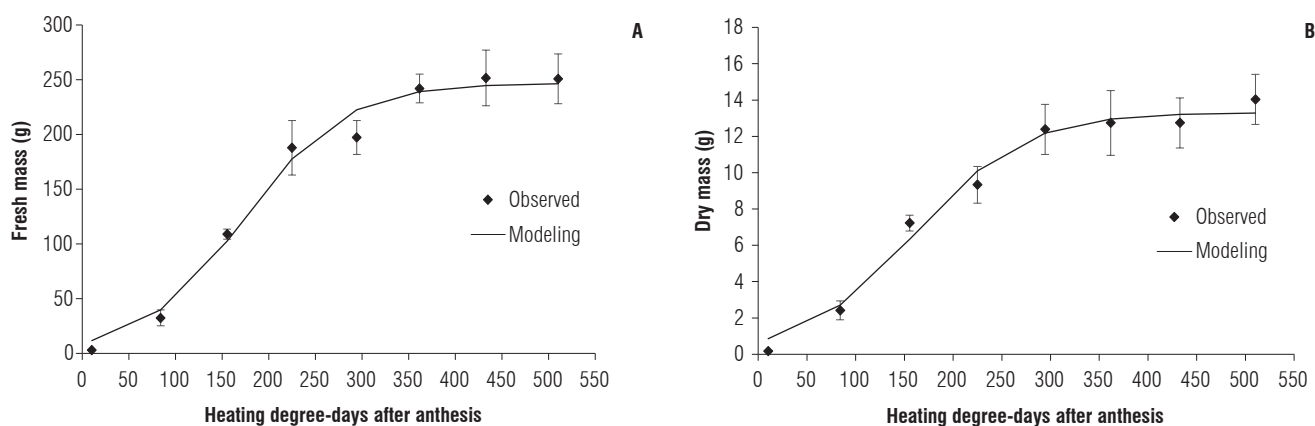 A
300
250
200
150
100
50
0
Fresh mass (g)
Observed
Modeling
0 50 100 150 200 250 300 350 400 450 500 550
Heating degree-days after anthesis
B
18
16
14
12
10
8
6
4
2
0
Dry mass (g)
Observed
Modeling
0 50 100 150 200 250 300 350 400 450 500 550
Heating degree-days after anthesis